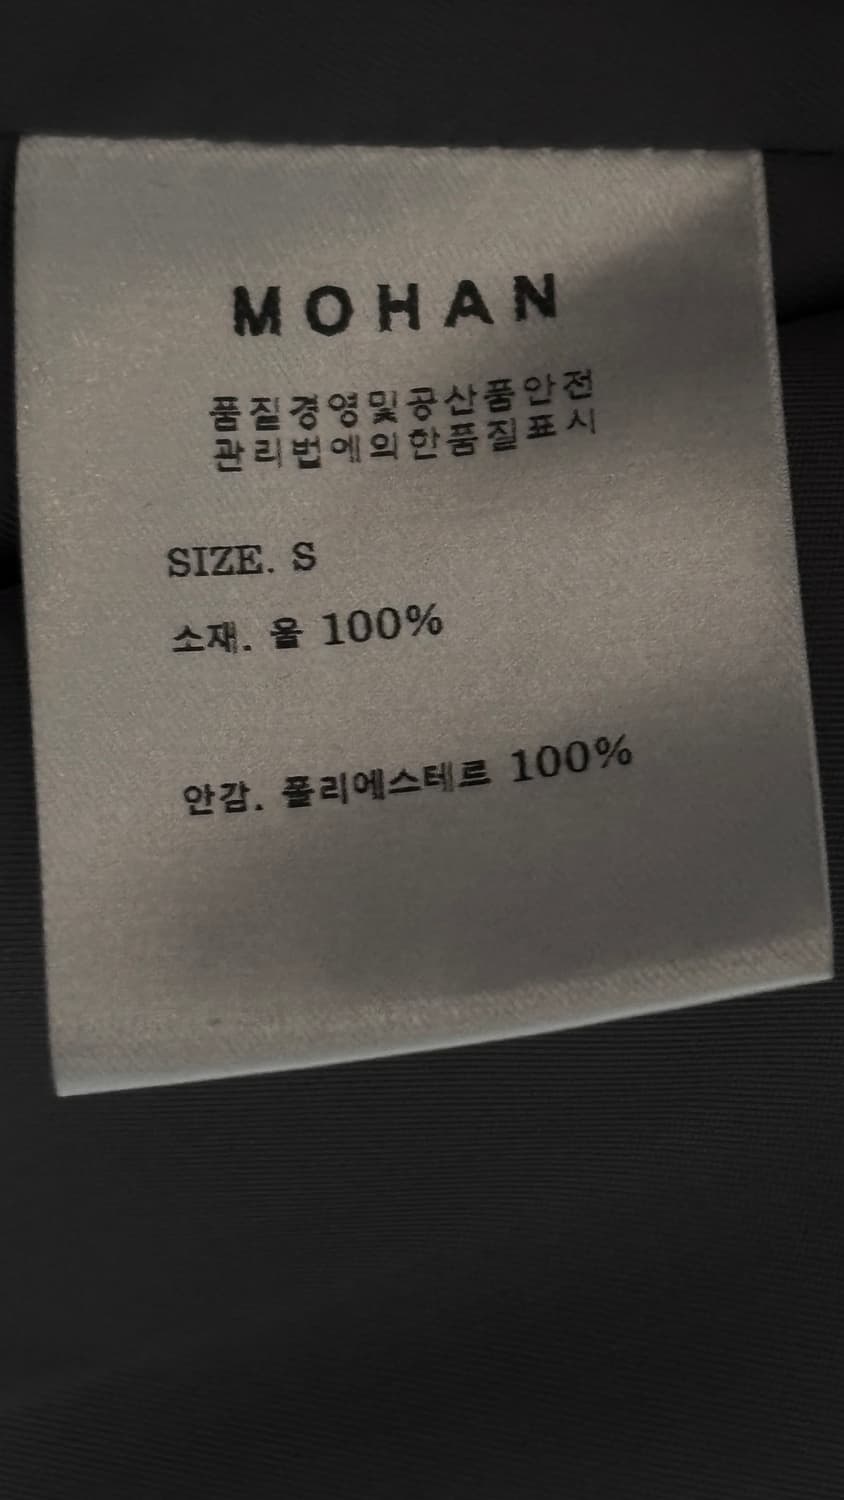 MOHAN
품질경영및공산품안전
관리법에의한품질표시
SIZE. S
소재. 울 100%
안감. 폴리에스테르 100%